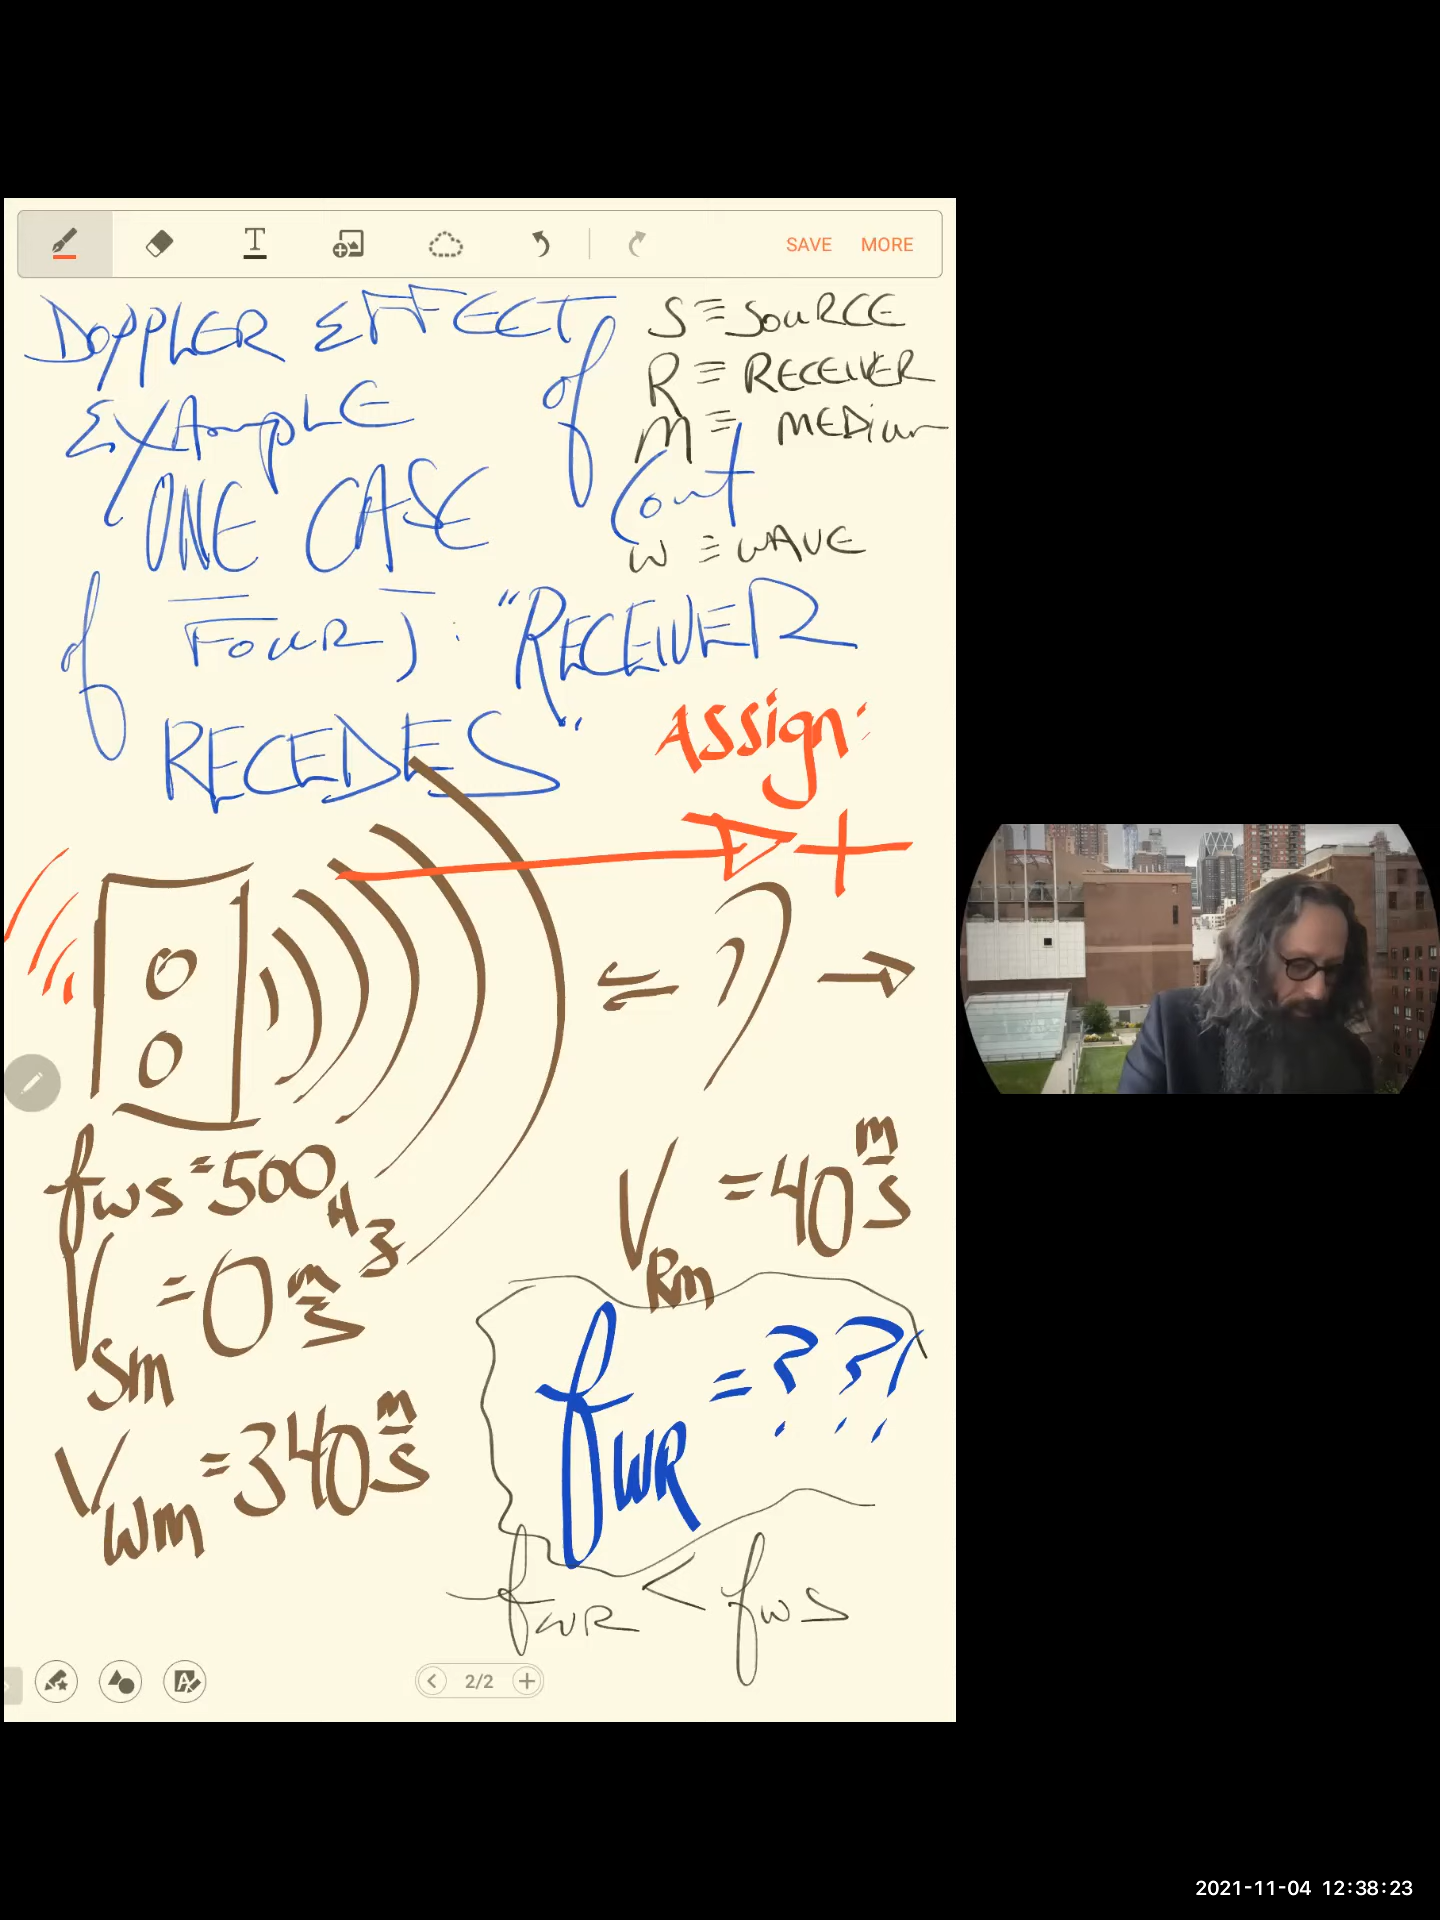 T SAVE MORE
DOPPLER EFFECT
EXAMPLE of
ONE CASE (out
of FOUR): "RECEIVER
RECEDES"
S ≡ SOURCE
R ≡ RECEIVER
M ≡ MEDIUM
W ≡ WAVE
Assign:
+
fws = 500 Hz
VSm = 0 m/s
VWm = 340 m/s
VRm = 40 m/s
fWR = ???
fWR < fws
2/2
2021-11-04 12:38:23